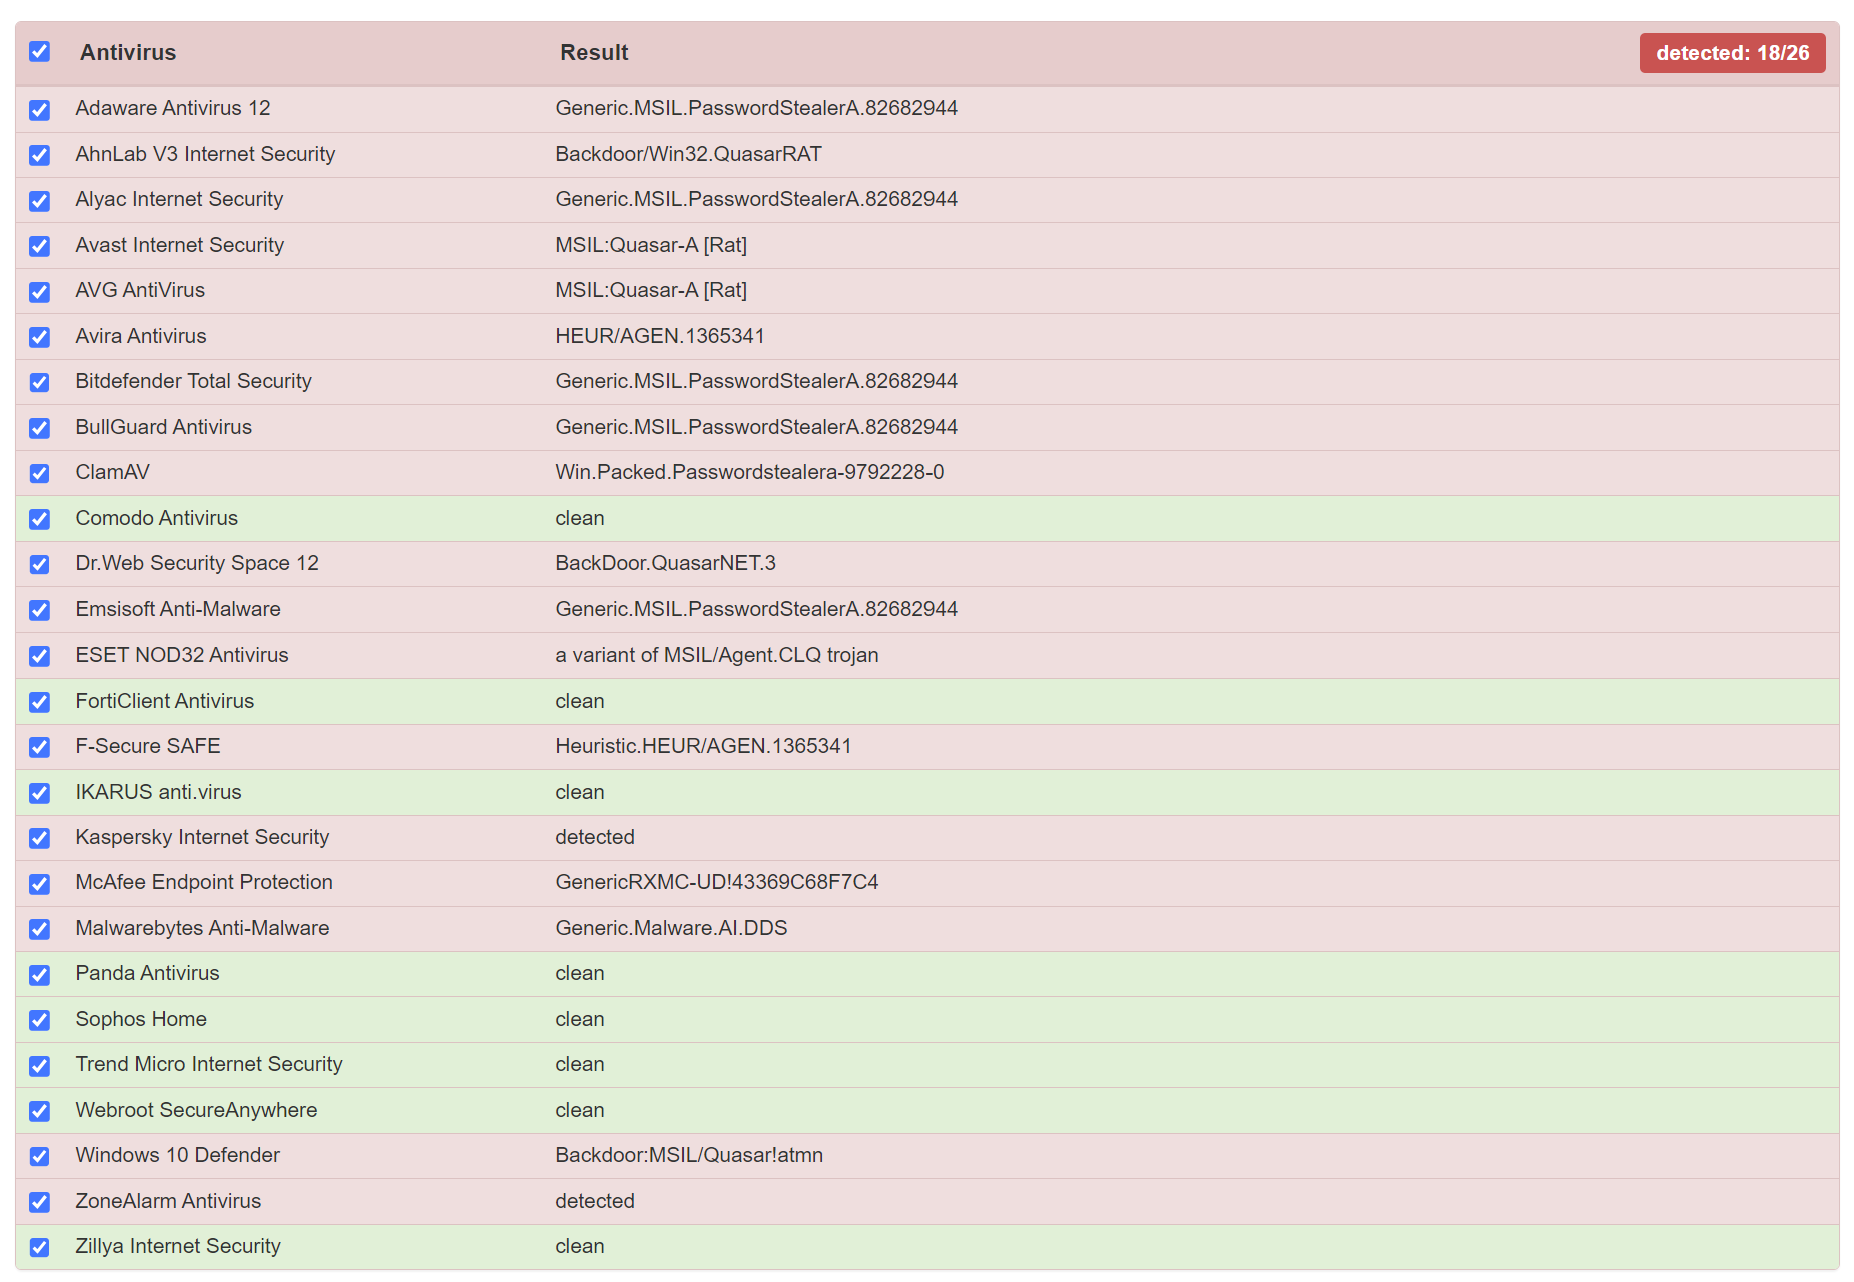 Antivirus Result detected: 18/26
Adaware Antivirus 12 Generic.MSIL.PasswordStealerA.82682944
AhnLab V3 Internet Security Backdoor/Win32.QuasarRAT
Alyac Internet Security Generic.MSIL.PasswordStealerA.82682944
Avast Internet Security MSIL:Quasar-A [Rat]
AVG AntiVirus MSIL:Quasar-A [Rat]
Avira Antivirus HEUR/AGEN.1365341
Bitdefender Total Security Generic.MSIL.PasswordStealerA.82682944
BullGuard Antivirus Generic.MSIL.PasswordStealerA.82682944
ClamAV Win.Packed.Passwordstealera-9792228-0
Comodo Antivirus clean
Dr.Web Security Space 12 BackDoor.QuasarNET.3
Emsisoft Anti-Malware Generic.MSIL.PasswordStealerA.82682944
ESET NOD32 Antivirus a variant of MSIL/Agent.CLQ trojan
FortiClient Antivirus clean
F-Secure SAFE Heuristic.HEUR/AGEN.1365341
IKARUS anti.virus clean
Kaspersky Internet Security detected
McAfee Endpoint Protection GenericRXMC-UD!43369C68F7C4
Malwarebytes Anti-Malware Generic.Malware.AI.DDS
Panda Antivirus clean
Sophos Home clean
Trend Micro Internet Security clean
Webroot SecureAnywhere clean
Windows 10 Defender Backdoor:MSIL/Quasar!atmn
ZoneAlarm Antivirus detected
Zillya Internet Security clean